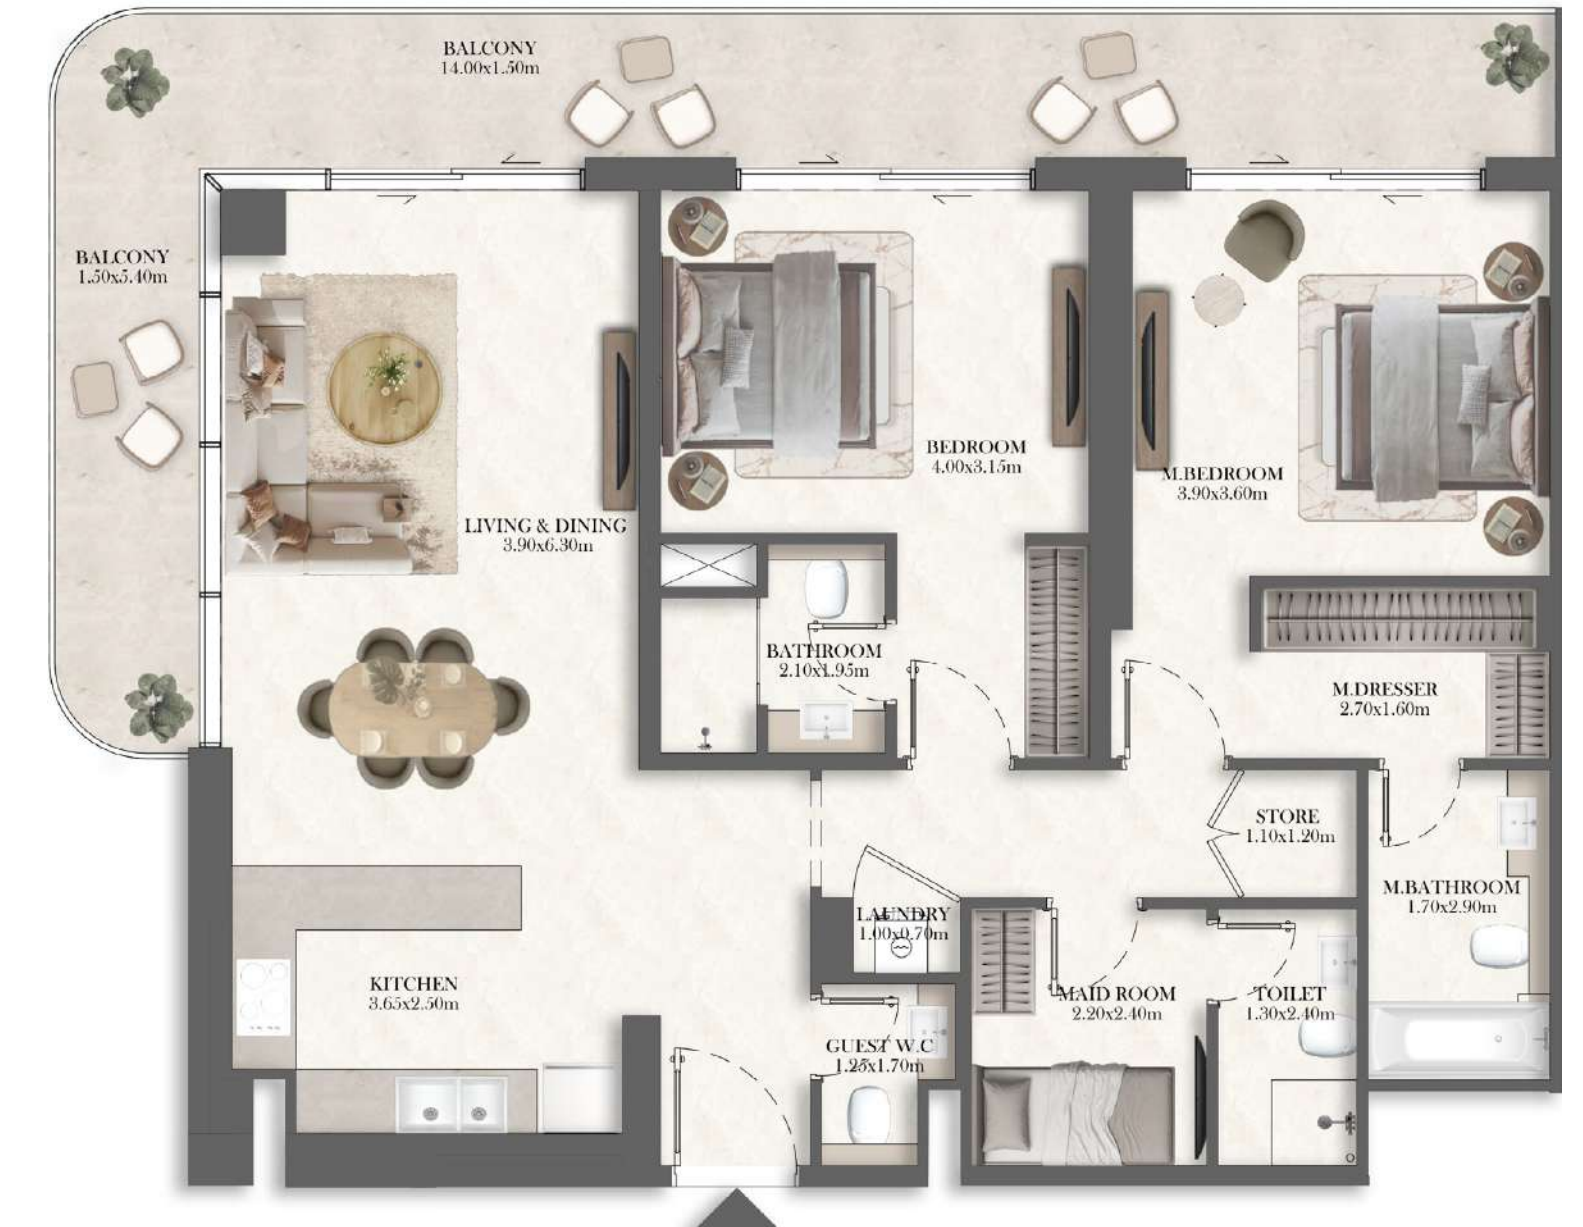 BALCONY
14.00x1.50m
BALCONY
1.50x5.40m
BEDROOM
4.00x3.15m
M.BEDROOM
3.90x3.60m
LIVING & DINING
3.90x6.30m
BATHROOM
2.10x1.95m
M.DRESSER
2.70x1.60m
STORE
1.10x1.20m
M.BATHROOM
1.70x2.90m
LAUNDRY
1.00x0.70m
KITCHEN
3.65x2.50m
MAID ROOM
2.20x2.40m
TOILET
1.30x2.40m
GUEST W.C
1.25x1.70m